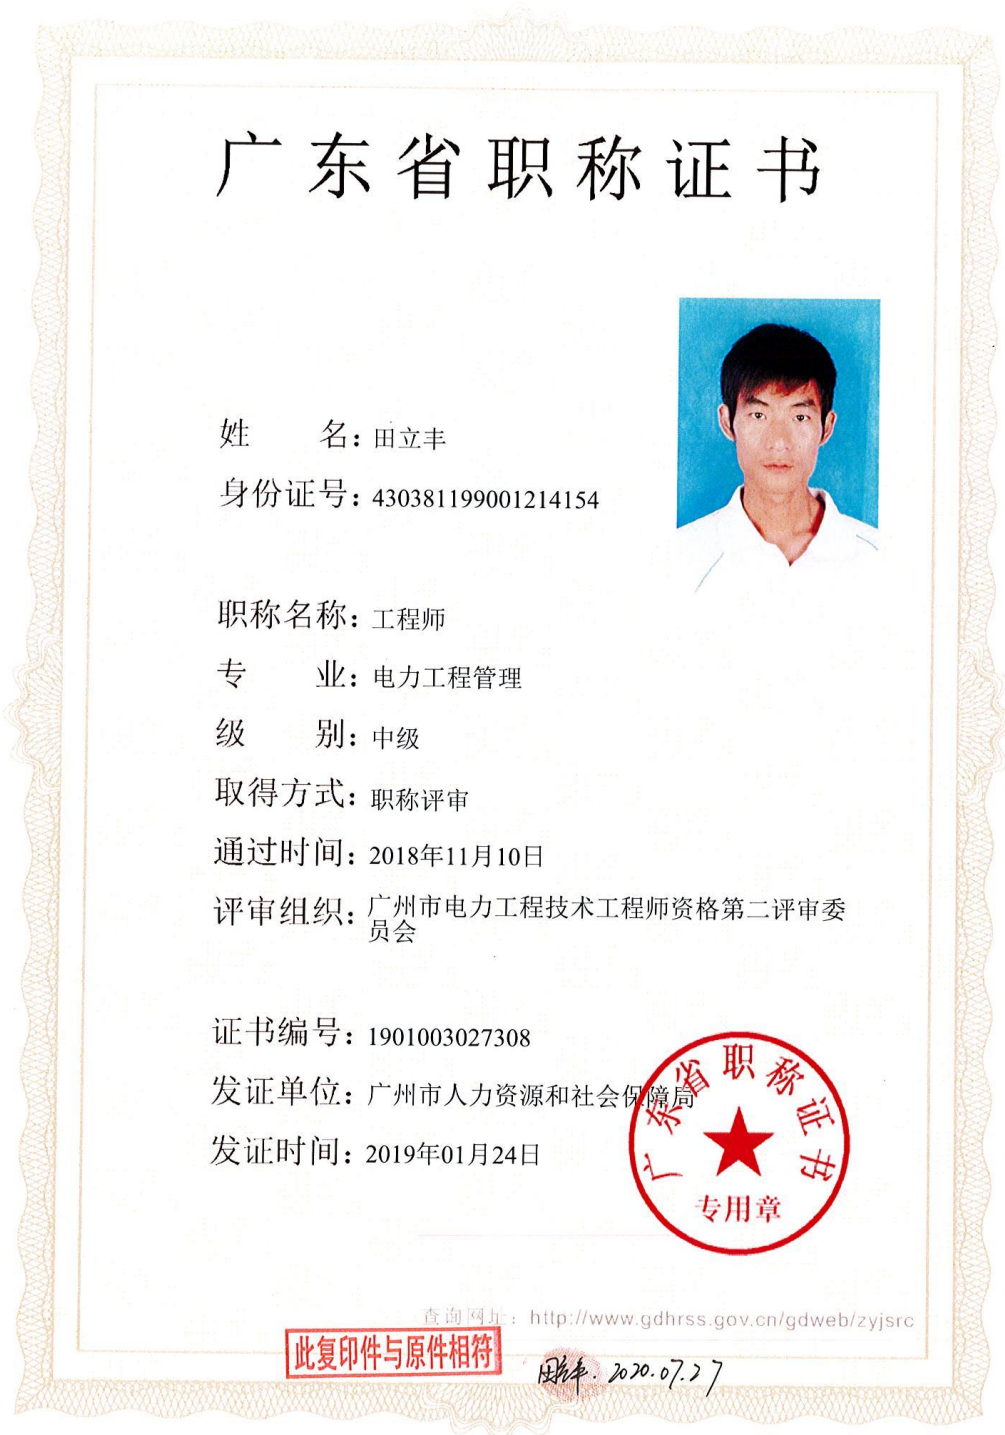 广东省职称证书
姓 名：田立丰
身份证号：430381199001214154
职称名称：工程师
专 业：电力工程管理
级 别：中级
取得方式：职称评审
通过时间：2018年11月10日
评审组织：广州市电力工程技术工程师资格第二评审委
员会
证书编号：1901003027308
发证单位：广州市人力资源和社会保障局
发证时间：2019年01月24日
广东省职称证书
专用章
查询网址：http://www.gdhrss.gov.cn/gdweb/zyjsrc
此复印件与原件相符
田立丰. 2020.07.27